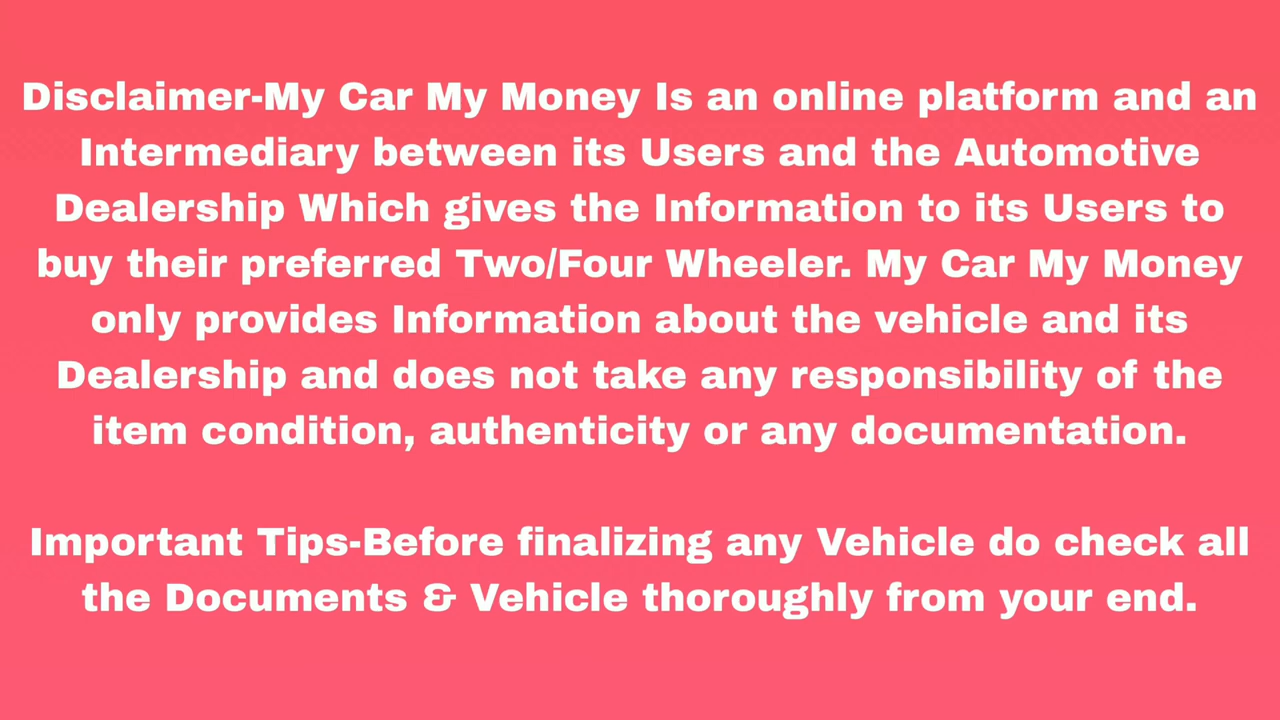 Disclaimer-My Car My Money Is an online platform and an
Intermediary between its Users and the Automotive
Dealership Which gives the Information to its Users to
buy their preferred Two/Four Wheeler. My Car My Money
only provides Information about the vehicle and its
Dealership and does not take any responsibility of the
item condition, authenticity or any documentation.
Important Tips-Before finalizing any Vehicle do check all
the Documents & Vehicle thoroughly from your end.